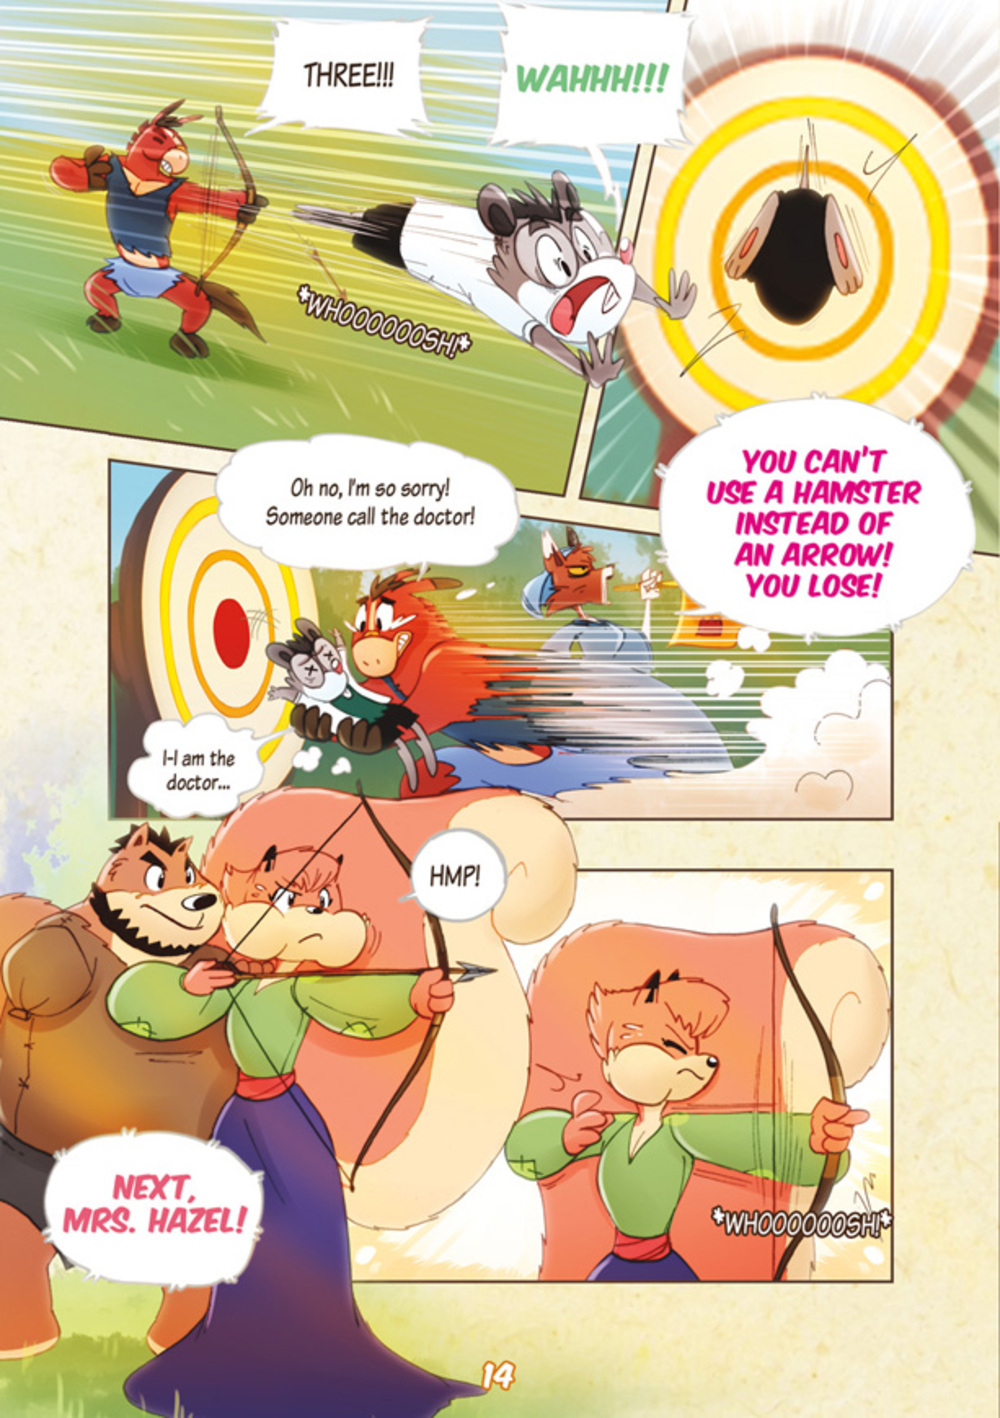 THREE!!!
WAHHH!!!
*WHOOOOOOSH!*
YOU CAN'T
USE A HAMSTER
INSTEAD OF
AN ARROW!
YOU LOSE!
Oh no, I'm so sorry!
Someone call the doctor!
I-I am the
doctor...
HMP!
NEXT,
MRS. HAZEL!
*WHOOOOOOSH!*
14